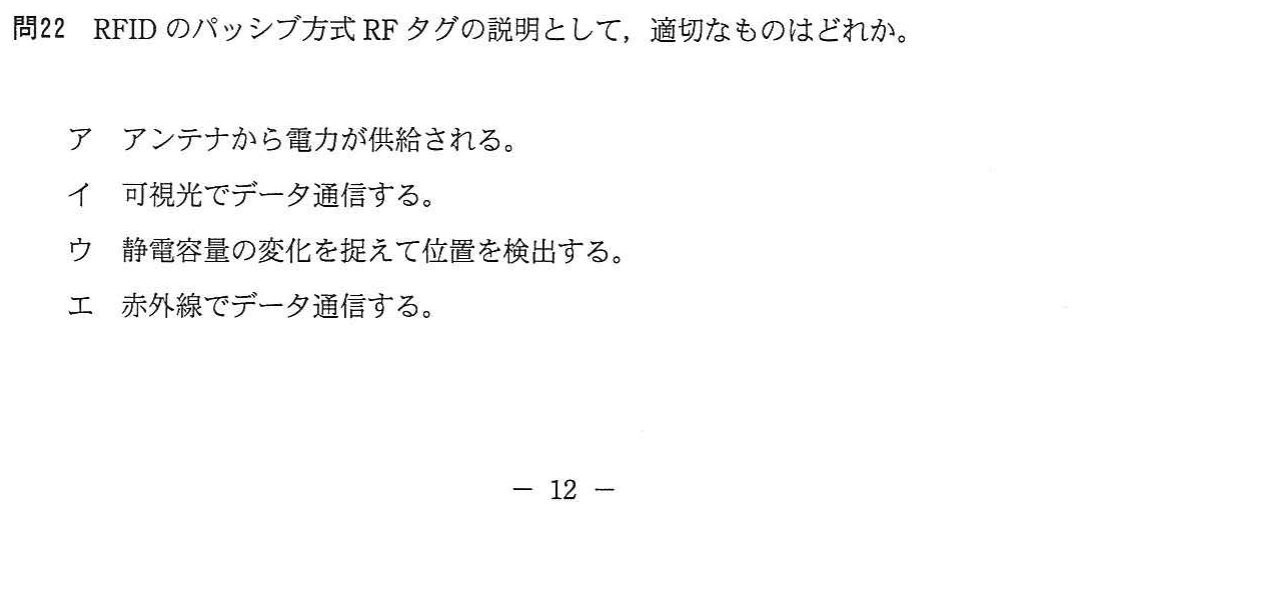 問22 RFID のパッシブ方式 RF タグの説明として，適切なものはどれか。
ア アンテナから電力が供給される。
イ 可視光でデータ通信する。
ウ 静電容量の変化を捉えて位置を検出する。
エ 赤外線でデータ通信する。
－ 12 －